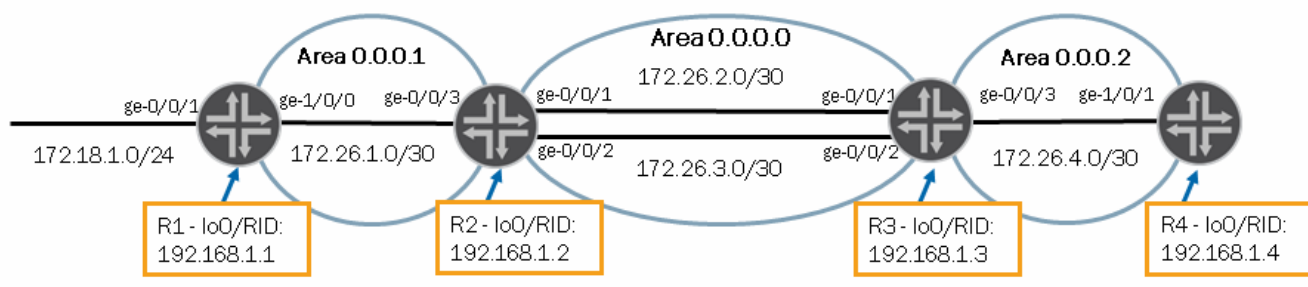 Area 0.0.0.0
Area 0.0.0.1
Area 0.0.0.2
172.26.2.0/30
ge-0/0/1
ge-1/0/0
ge-0/0/3
ge-0/0/1
ge-0/0/1
ge-0/0/3
ge-1/0/1
172.18.1.0/24
172.26.1.0/30
ge-0/0/2
172.26.3.0/30
ge-0/0/2
172.26.4.0/30
R1 - lo0/RID:
192.168.1.1
R2 - lo0/RID:
192.168.1.2
R3 - lo0/RID:
192.168.1.3
R4 - lo0/RID:
192.168.1.4